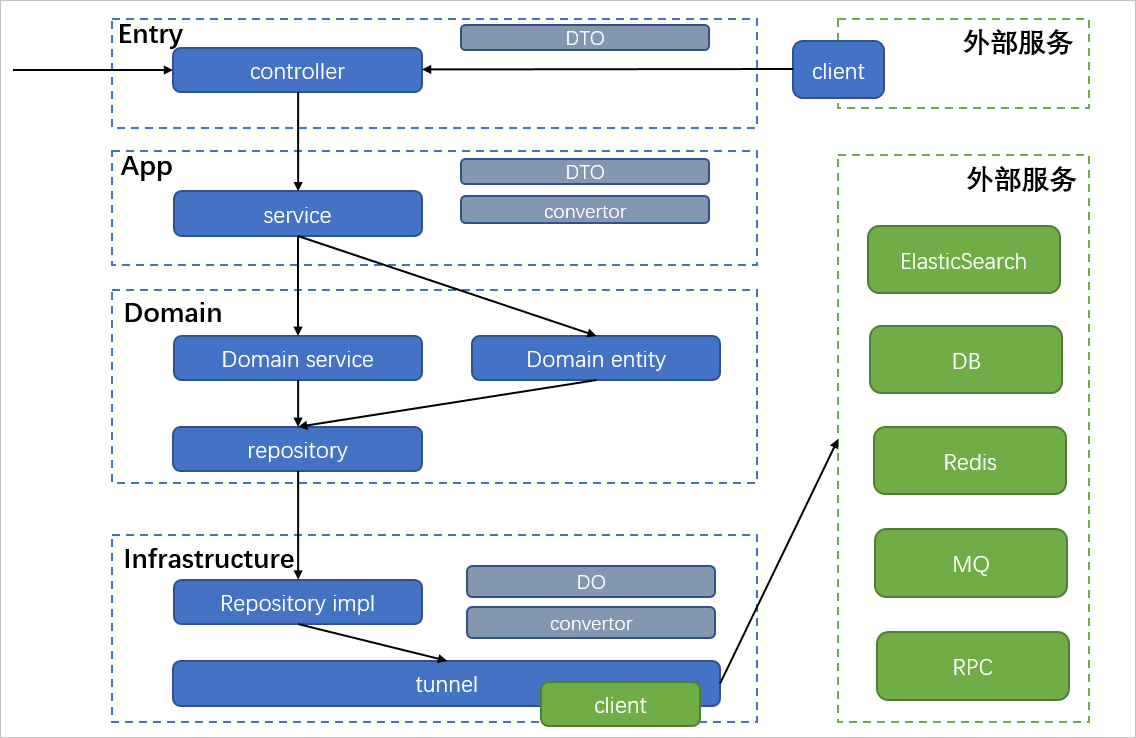 Entry
DTO
controller
client
外部服务
App
DTO
service
convertor
外部服务
ElasticSearch
Domain
Domain service
Domain entity
DB
repository
Redis
Infrastructure
DO
MQ
Repository impl
convertor
tunnel
client
RPC